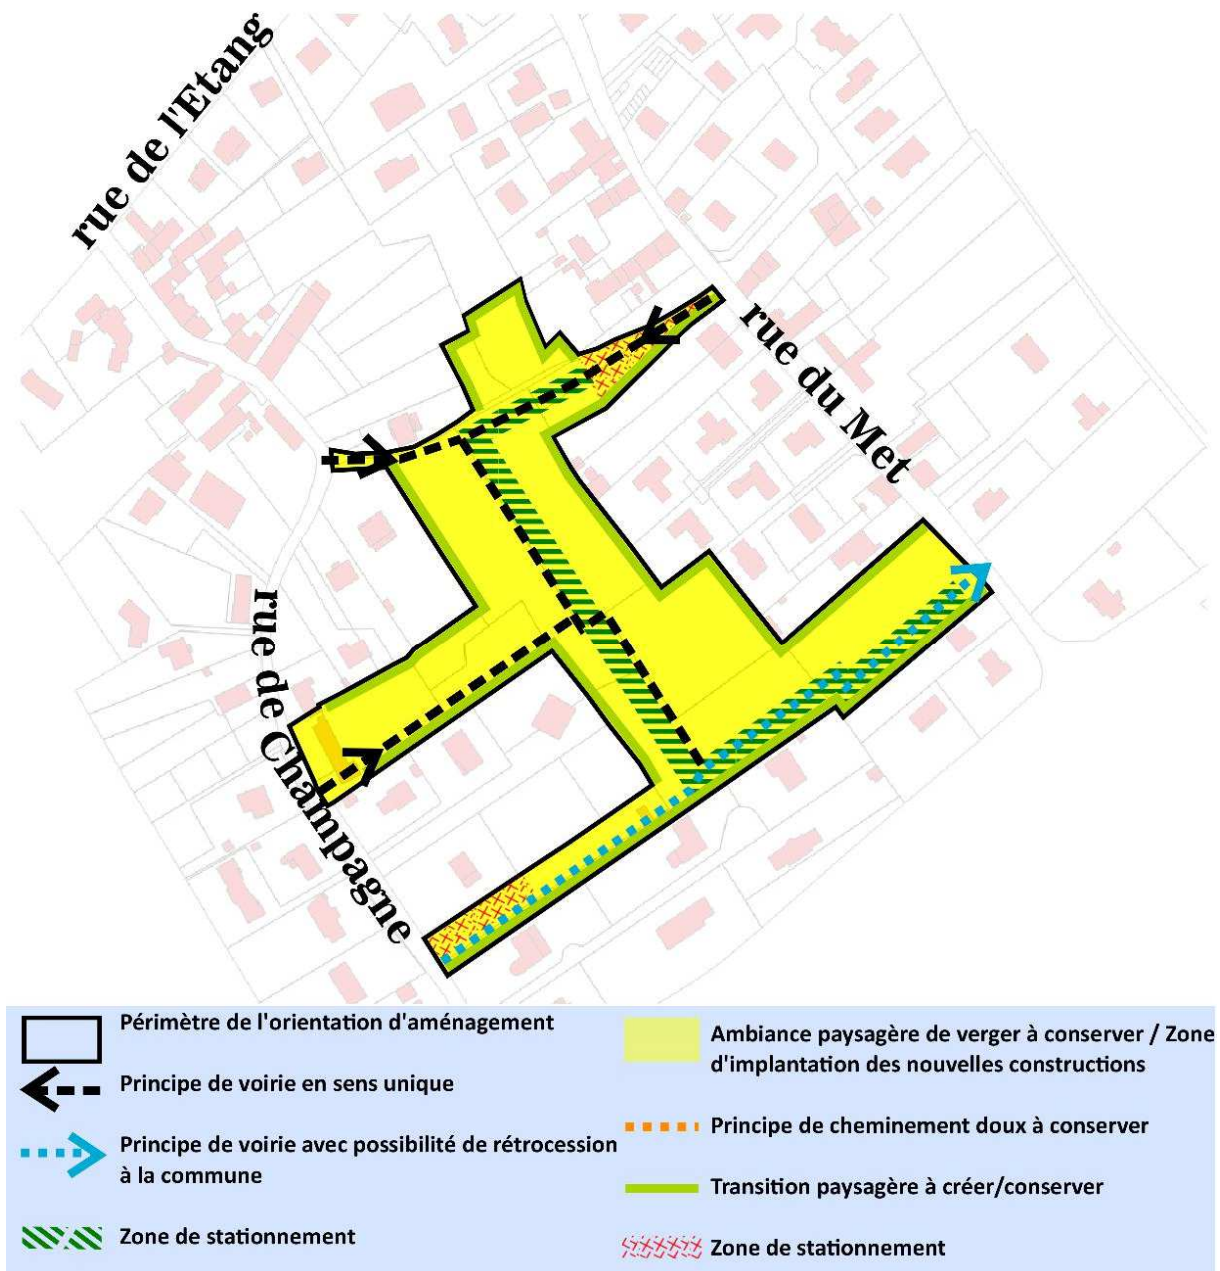 rue de l'Etang
rue du Met
rue de Champagne
Périmètre de l'orientation d'aménagement
Principe de voirie en sens unique
Principe de voirie avec possibilité de rétrocession
à la commune
Zone de stationnement
Ambiance paysagère de verger à conserver / Zone
d'implantation des nouvelles constructions
Principe de cheminement doux à conserver
Transition paysagère à créer/conserver
Zone de stationnement